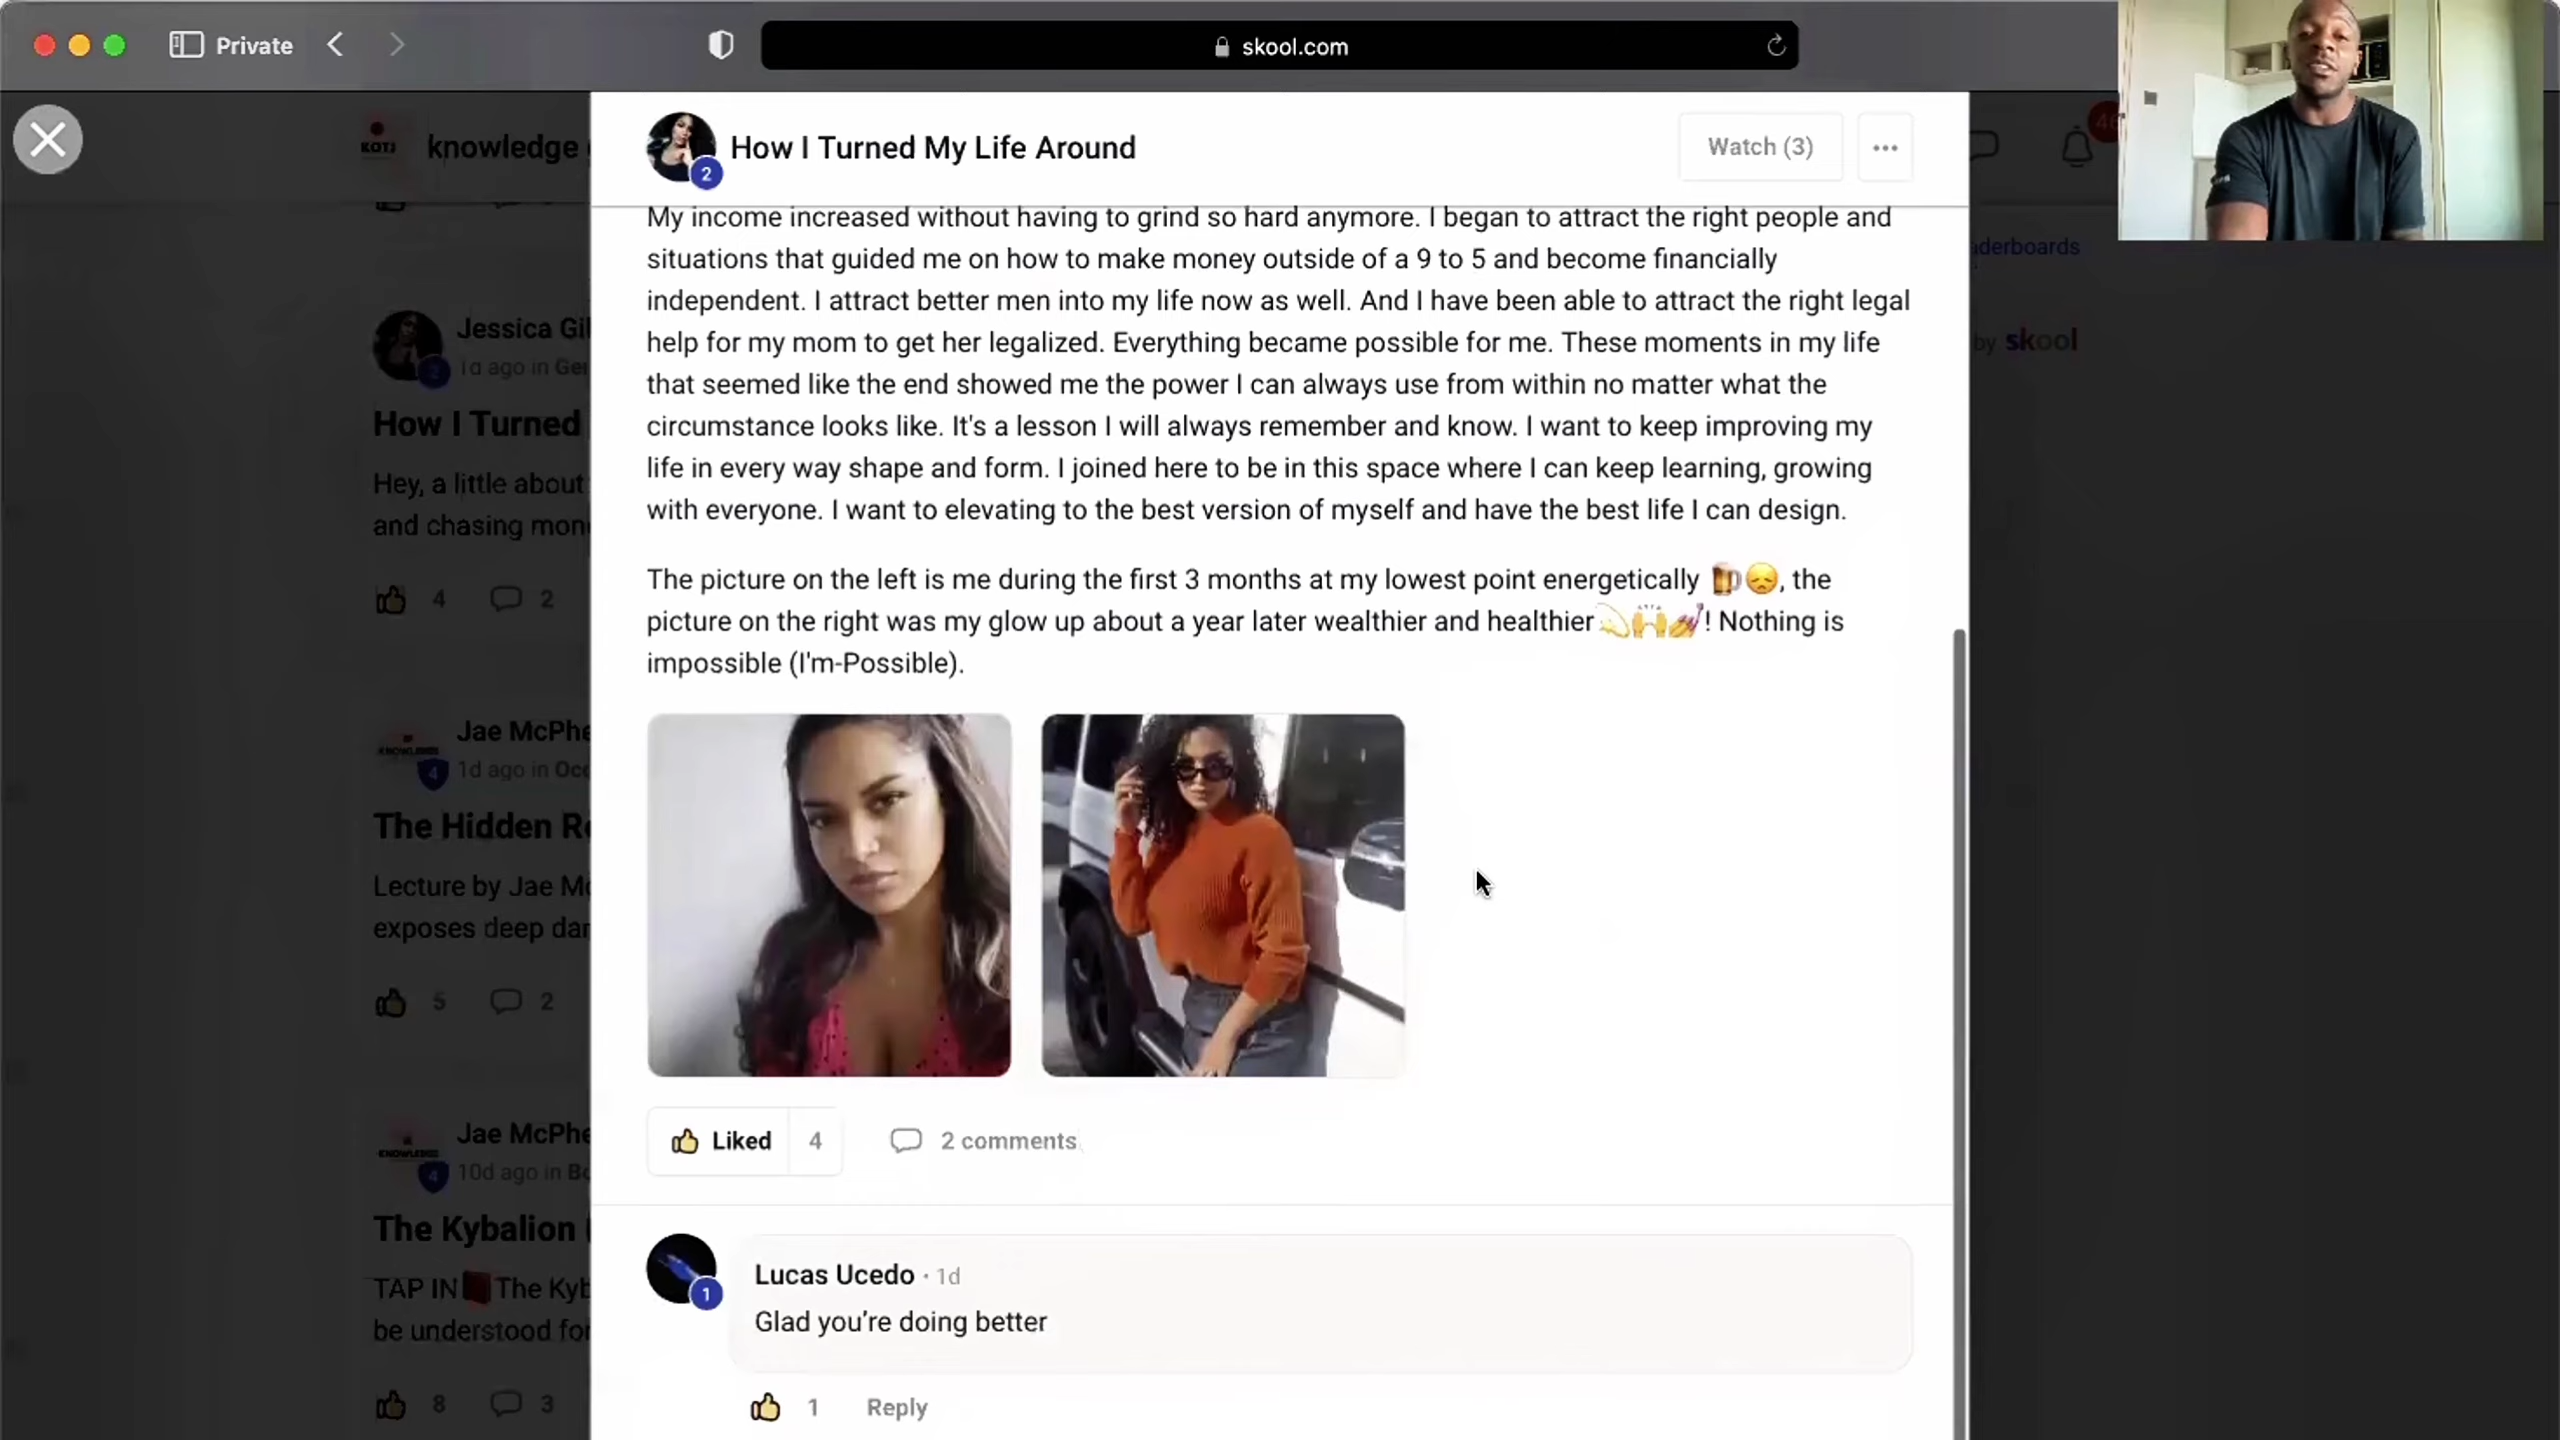 Private
skool.com
KOTJ
knowledge
How I Turned My Life Around
2
Watch (3)
My income increased without having to grind so hard anymore. I began to attract the right people and
situations that guided me on how to make money outside of a 9 to 5 and become financially
independent. I attract better men into my life now as well. And I have been able to attract the right legal
help for my mom to get her legalized. Everything became possible for me. These moments in my life
that seemed like the end showed me the power I can always use from within no matter what the
circumstance looks like. It's a lesson I will always remember and know. I want to keep improving my
life in every way shape and form. I joined here to be in this space where I can keep learning, growing
with everyone. I want to elevating to the best version of myself and have the best life I can design.
The picture on the left is me during the first 3 months at my lowest point energetically 🍺😞, the
picture on the right was my glow up about a year later wealthier and healthier💫🙌💅! Nothing is
impossible (I'm-Possible).
Liked 4
2 comments
1
Lucas Ucedo · 1d
Glad you're doing better
1 Reply
Jessica Gil
1d ago in Ge
How I Turned
Hey, a little about
and chasing mon
4 2
Jae McPhe
4
1d ago in Occ
The Hidden R
Lecture by Jae Mc
exposes deep dar
5 2
Jae McPhe
KNOWLEDGE
4
10d ago in Bo
The Kybalion
TAP IN📕The Kyb
be understood for
8 3
aderboards
by skool